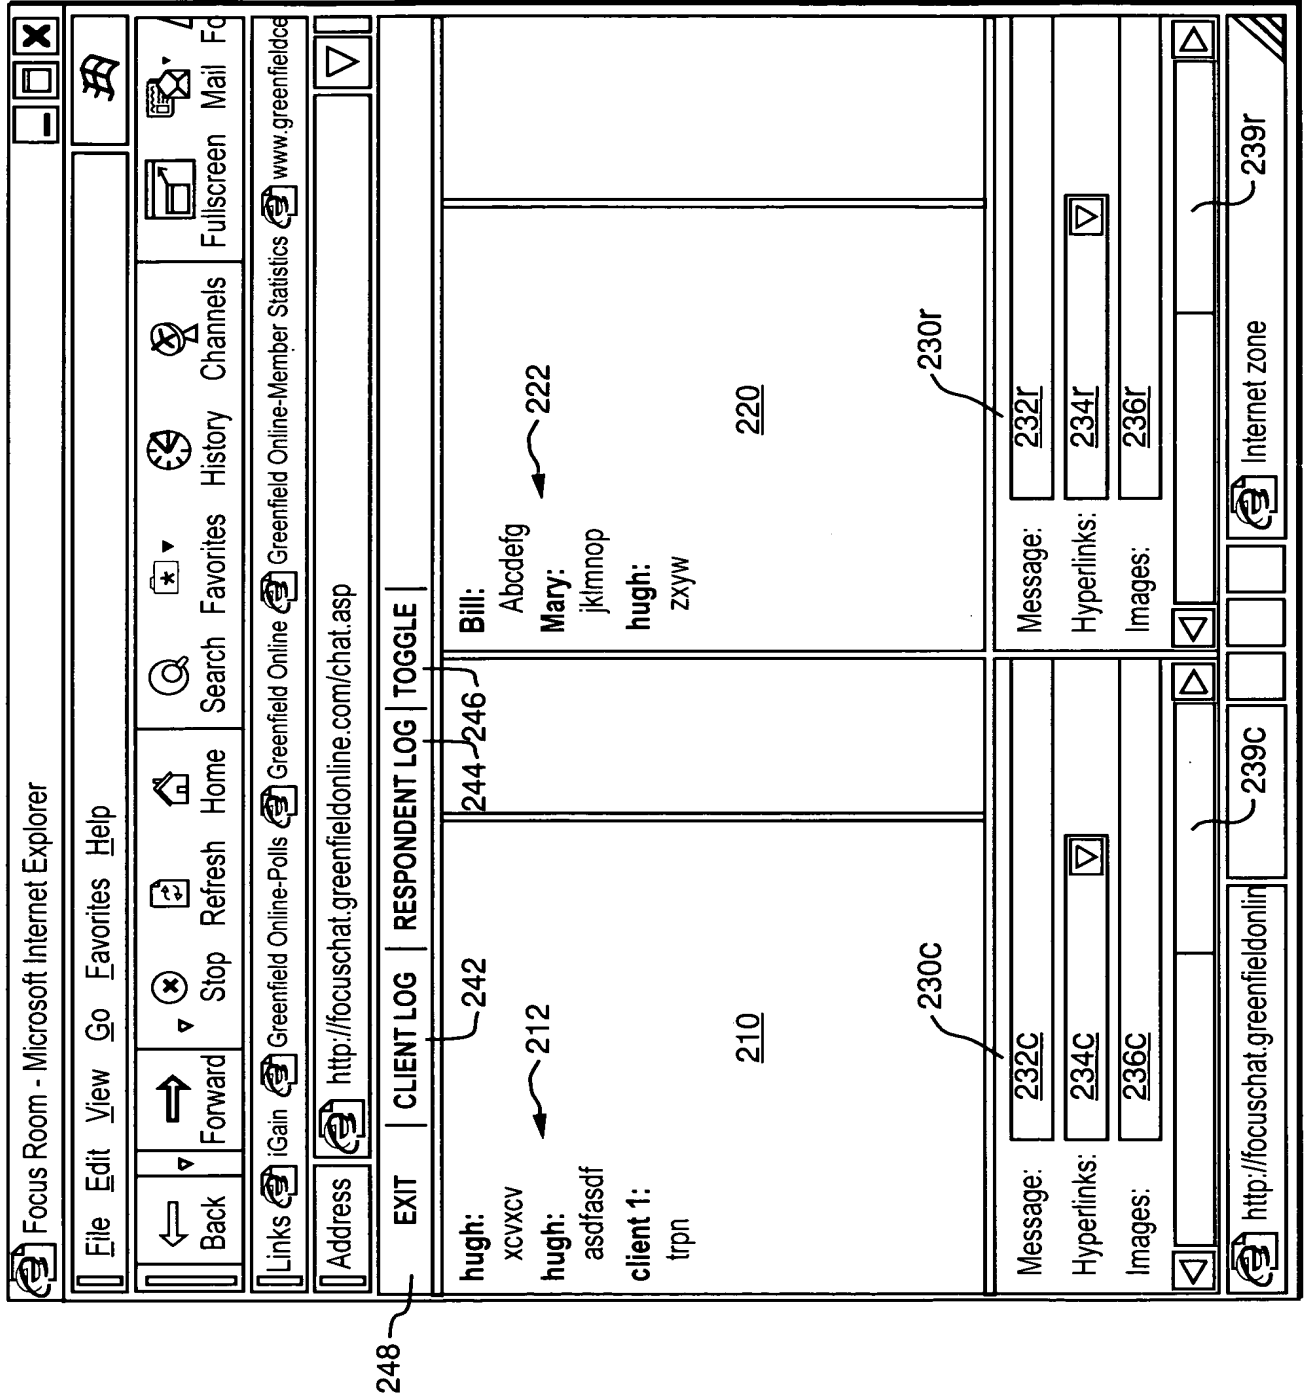 Focus Room - Microsoft Internet Explorer
File Edit View Go Favorites Help
Back Forward Stop Refresh Home Search Favorites History Channels Fullscreen Mail Fo
Links iGain Greenfield Online-Polls Greenfield Online Greenfield Online-Member Statistics www.greenfieldce
Address http://focuschat.greenfieldonline.com/chat.asp
EXIT | CLIENT LOG | RESPONDENT LOG | TOGGLE |
248
242
244
246
hugh:
xcvxcv
hugh:
asdfasdf
client 1:
trpn
212
210
230c
Bill:
Abcdefg
Mary:
jklmnop
hugh:
zxyw
222
220
230r
Message: 232c
Hyperlinks: 234c
Images: 236c
Message: 232r
Hyperlinks: 234r
Images: 236r
239c
239r
http://focuschat.greenfieldonlin
Internet zone